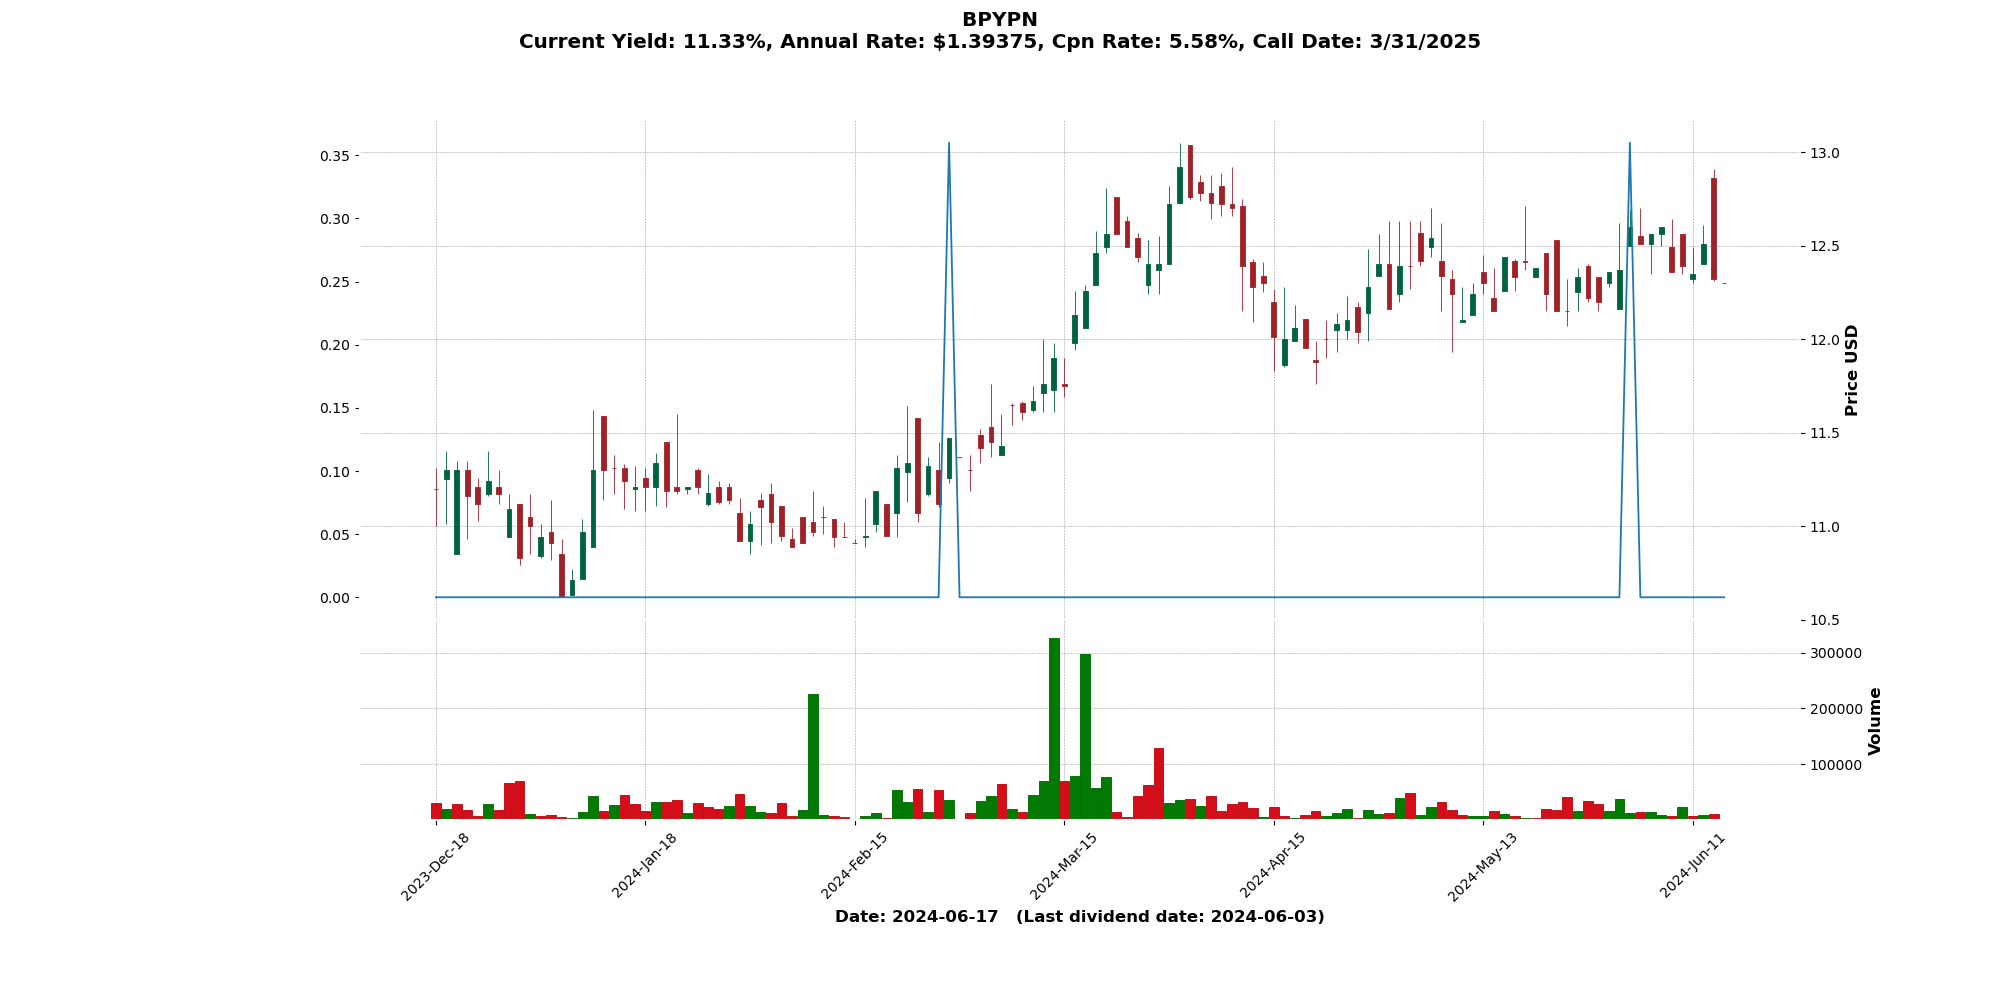 BPYPN
Current Yield: 11.33%, Annual Rate: $1.39375, Cpn Rate: 5.58%, Call Date: 3/31/2025
0.35
0.30
0.25
0.20
0.15
0.10
0.05
0.00
13.0
12.5
12.0
11.5
11.0
10.5
Price USD
300000
200000
100000
Volume
2023-Dec-18
2024-Jan-18
2024-Feb-15
2024-Mar-15
2024-Apr-15
2024-May-13
2024-Jun-11
Date: 2024-06-17 (Last dividend date: 2024-06-03)